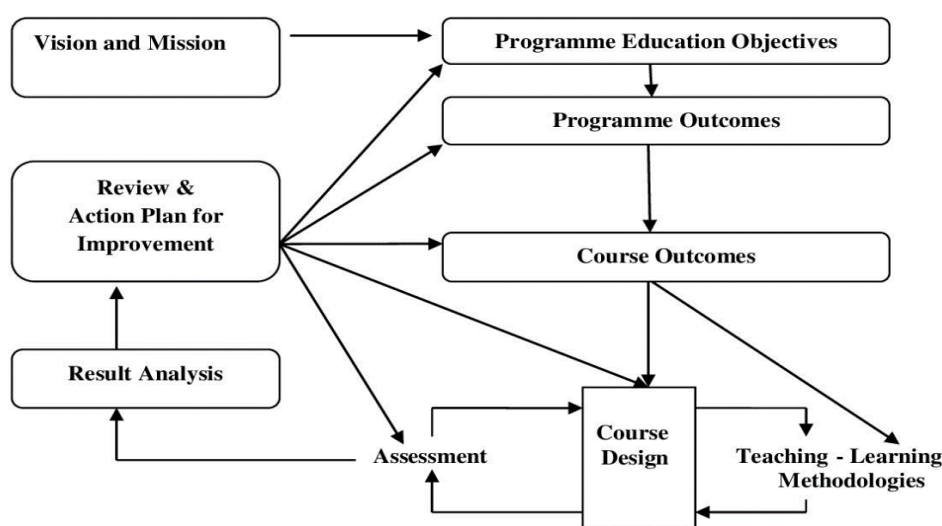 Vision and Mission
Programme Education Objectives
Programme Outcomes
Review &
Action Plan for
Improvement
Course Outcomes
Result Analysis
Assessment
Course
Design
Teaching - Learning
Methodologies